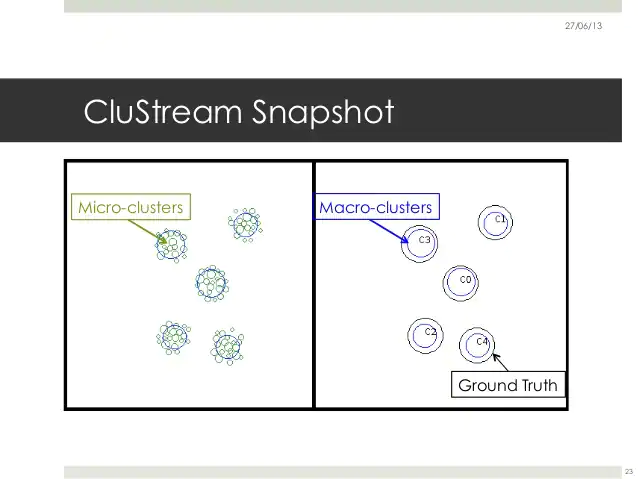 27/06/13
CluStream Snapshot
Micro-clusters
Macro-clusters
C1
C3
C0
C2
C4
Ground Truth
23